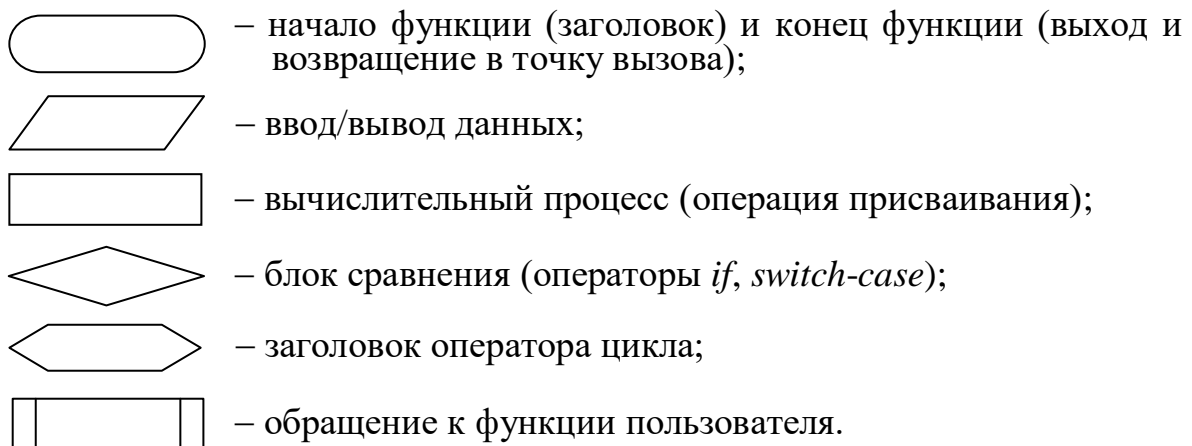 – начало функции (заголовок) и конец функции (выход и
возвращение в точку вызова);
– ввод/вывод данных;
– вычислительный процесс (операция присваивания);
– блок сравнения (операторы if, switch-case);
– заголовок оператора цикла;
– обращение к функции пользователя.